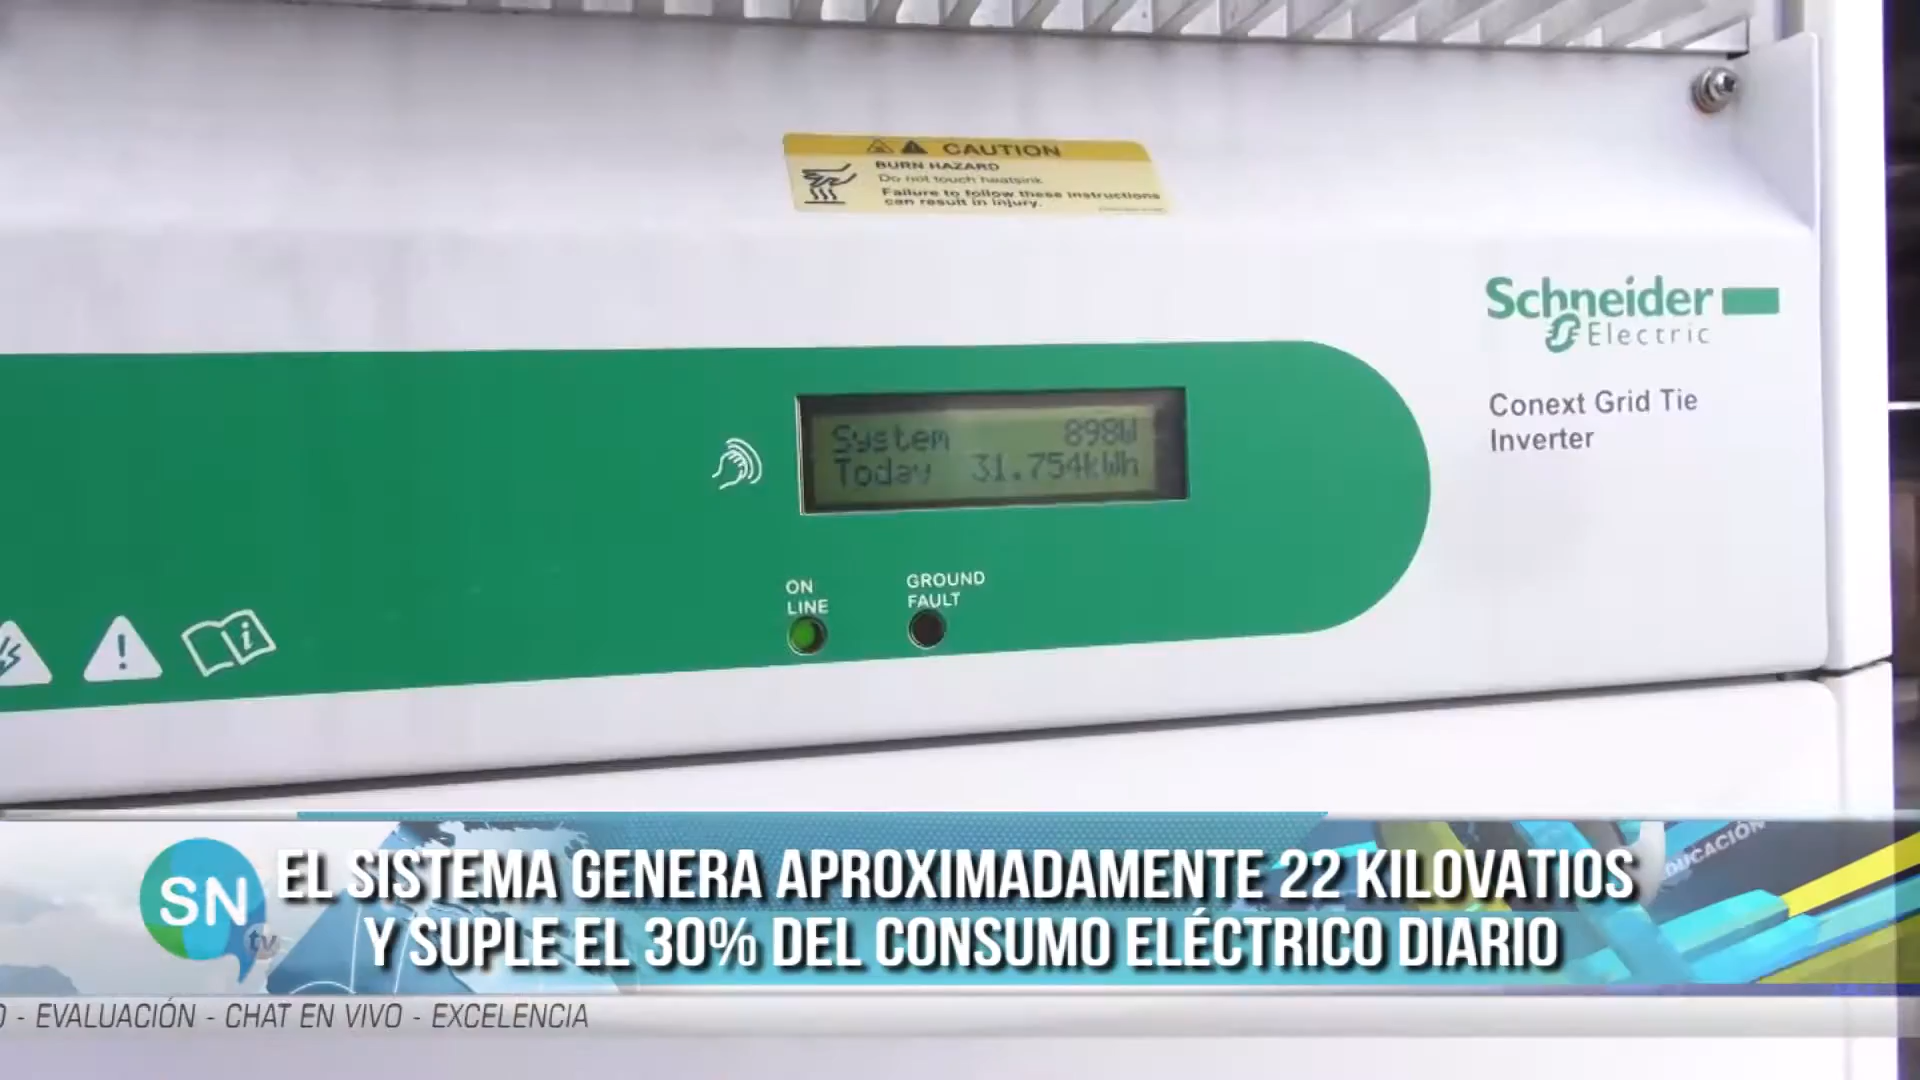 CAUTION
BURN HAZARD
Do not touch heatsink.
Failure to follow these instructions
can result in injury.
Schneider
Electric
Conext Grid Tie
Inverter
System 898W
Today 31.754kWh
ON
LINE
GROUND
FAULT
SN
tv
EL SISTEMA GENERA APROXIMADAMENTE 22 KILOVATIOS
Y SUPLE EL 30% DEL CONSUMO ELÉCTRICO DIARIO
- EVALUACIÓN - CHAT EN VIVO - EXCELENCIA